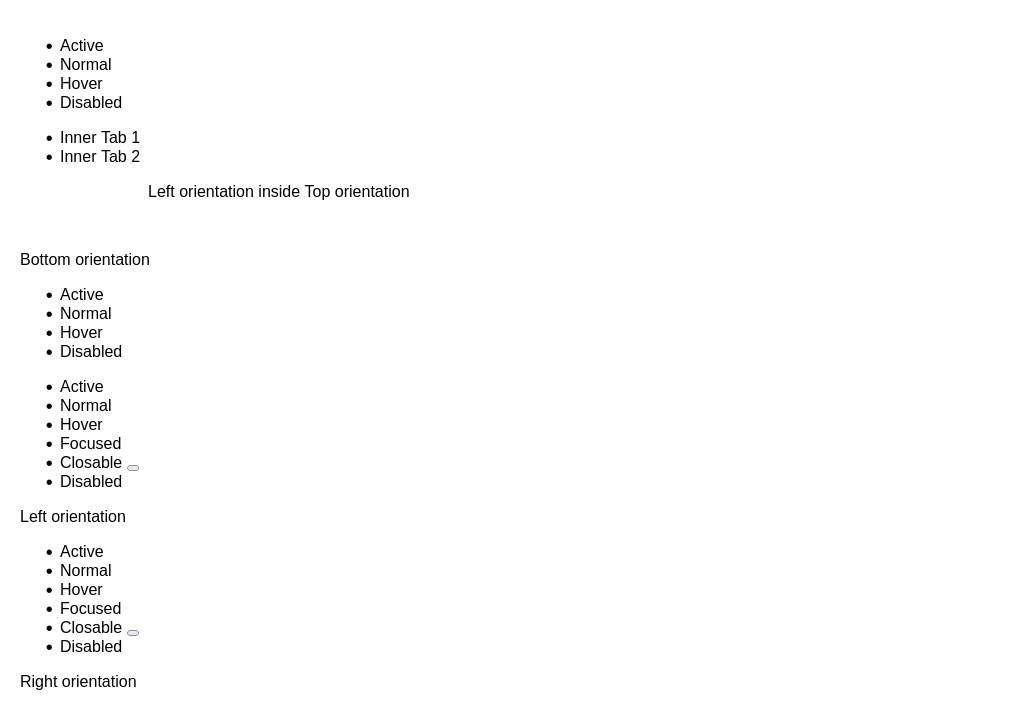 Active
Normal
Hover
Disabled
Inner Tab 1
Inner Tab 2
Left orientation inside Top orientation
Bottom orientation
Active
Normal
Hover
Disabled
Active
Normal
Hover
Focused
Closable
Disabled
Left orientation
Active
Normal
Hover
Focused
Closable
Disabled
Right orientation